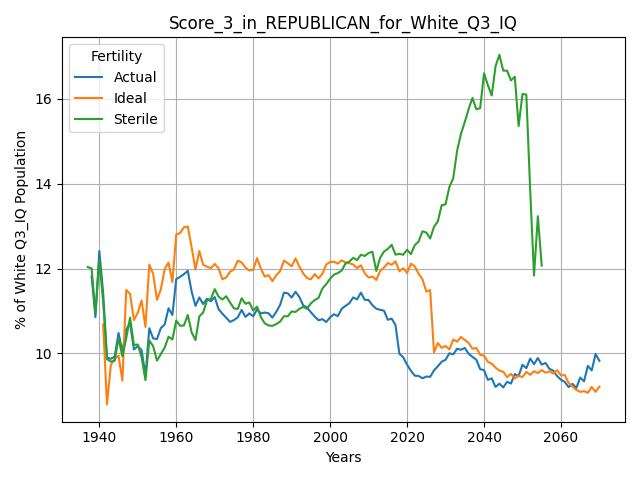 Score_3_in_REPUBLICAN_for_White_Q3_IQ
Fertility
Actual
Ideal
Sterile
% of White Q3_IQ Population
16
14
12
10
1940
1960
1980
2000
2020
2040
2060
Years